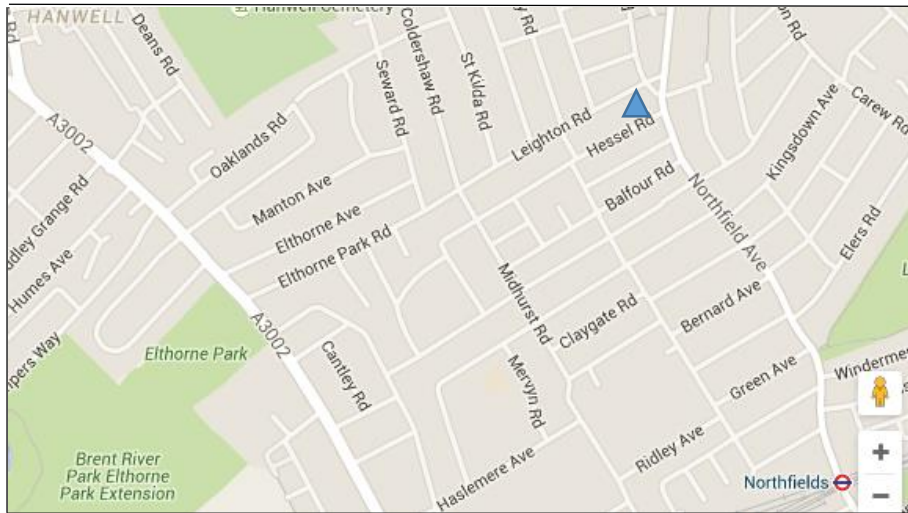 HANWELL
Hanwell Cemetery
Rd
Deans Rd
A3002
Oaklands Rd
Seward Rd
Coldershaw Rd
St Kilda Rd
Leighton Rd
Hessel Rd
Balfour Rd
Northfield Ave
Kingsdown Ave
Carew Rd
Elers Rd
Manton Ave
Elthorne Ave
Elthorne Park Rd
Humes Ave
Elthorne Park
A3002
Cantley Rd
Midhurst Rd
Mervyn Rd
Claygate Rd
Bernard Ave
Green Ave
Ridley Ave
Haslemere Ave
Brent River
Park Elthorne
Park Extension
Northfields
+
−